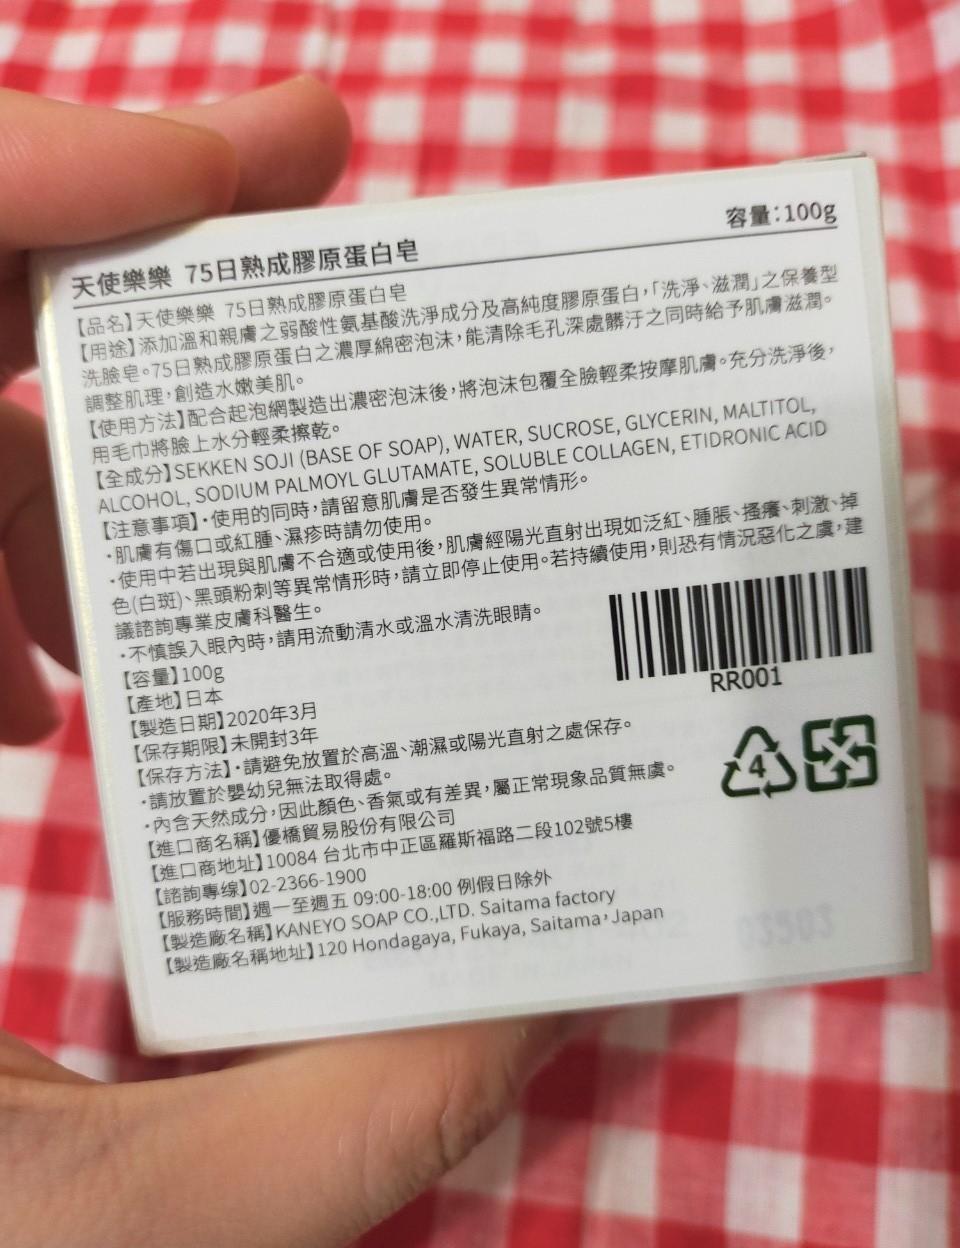 天使樂樂 75日熟成膠原蛋白皂
容量:100g
【品名】天使樂樂 75日熟成膠原蛋白皂
【用途】添加溫和親膚之弱酸性氨基酸洗淨成分及高純度膠原蛋白,「洗淨、滋潤」之保養型
洗臉皂。75日熟成膠原蛋白之濃厚綿密泡沫,能清除毛孔深處髒汙之同時給予肌膚滋潤。
調整肌理,創造水嫩美肌。
【使用方法】配合起泡網製造出濃密泡沫後,將泡沫包覆全臉輕柔按摩肌膚。充分洗淨後,
用毛巾將臉上水分輕柔擦乾。
【全成分】SEKKEN SOJI (BASE OF SOAP), WATER, SUCROSE, GLYCERIN, MALTITOL,
ALCOHOL, SODIUM PALMOYL GLUTAMATE, SOLUBLE COLLAGEN, ETIDRONIC ACID
【注意事項】・使用的同時,請留意肌膚是否發生異常情形。
・肌膚有傷口或紅腫、濕疹時請勿使用。
・使用中若出現與肌膚不合適或使用後,肌膚經陽光直射出現如泛紅、腫脹、搔癢、刺激、掉
色(白斑)、黑頭粉刺等異常情形時,請立即停止使用。若持續使用,則恐有情況惡化之虞,建
議諮詢專業皮膚科醫生。
・不慎誤入眼內時,請用流動清水或溫水清洗眼睛。
【容量】100g
【產地】日本
【製造日期】2020年3月
【保存期限】未開封3年
【保存方法】・請避免放置於高溫、潮濕或陽光直射之處保存。
・請放置於嬰幼兒無法取得處。
・內含天然成分,因此顏色、香氣或有差異,屬正常現象品質無虞。
【進口商名稱】優橋貿易股份有限公司
【進口商地址】10084 台北市中正區羅斯福路二段102號5樓
【諮詢專線】02-2366-1900
【服務時間】週一至週五 09:00-18:00 例假日除外
【製造廠名稱】KANEYO SOAP CO.,LTD. Saitama factory
【製造廠名稱地址】120 Hondagaya, Fukaya, Saitama,Japan
RR001
4